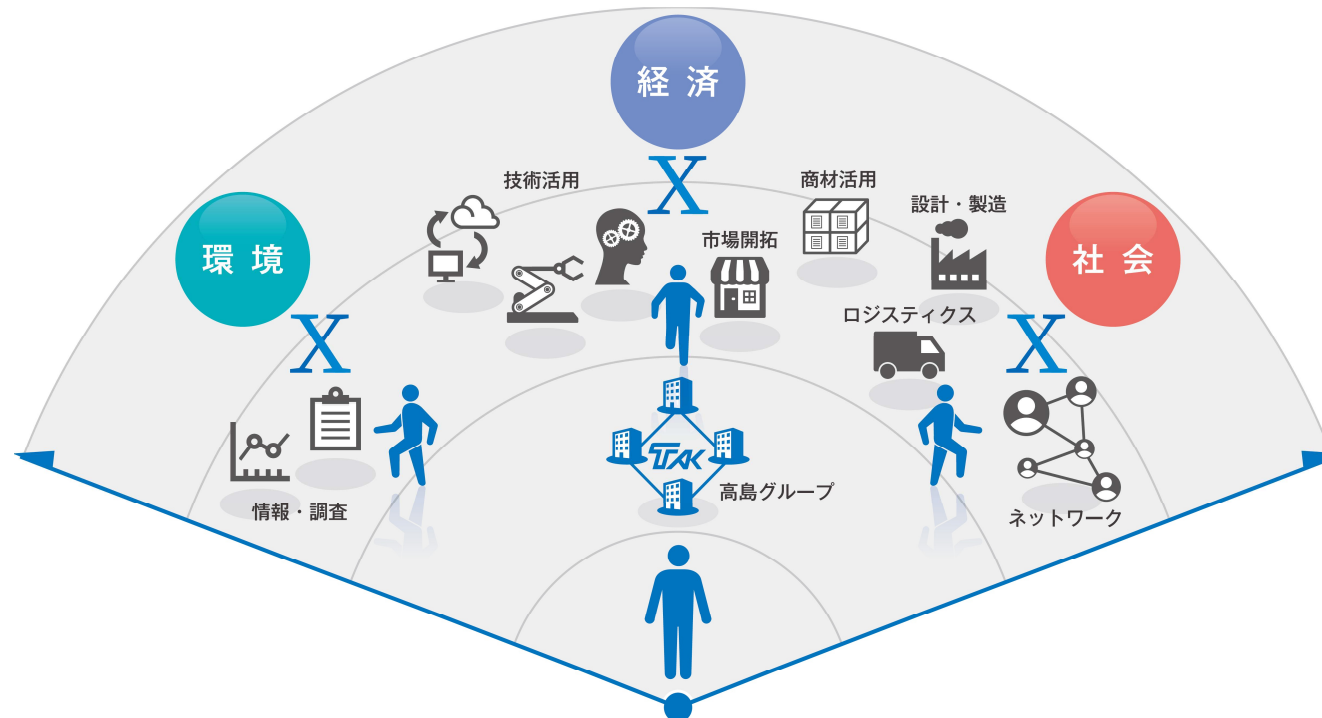 経済
X
技術活用
商材活用
環境
設計・製造
社会
市場開拓
X
ロジスティクス
X
TAK
高島グループ
情報・調査
ネットワーク